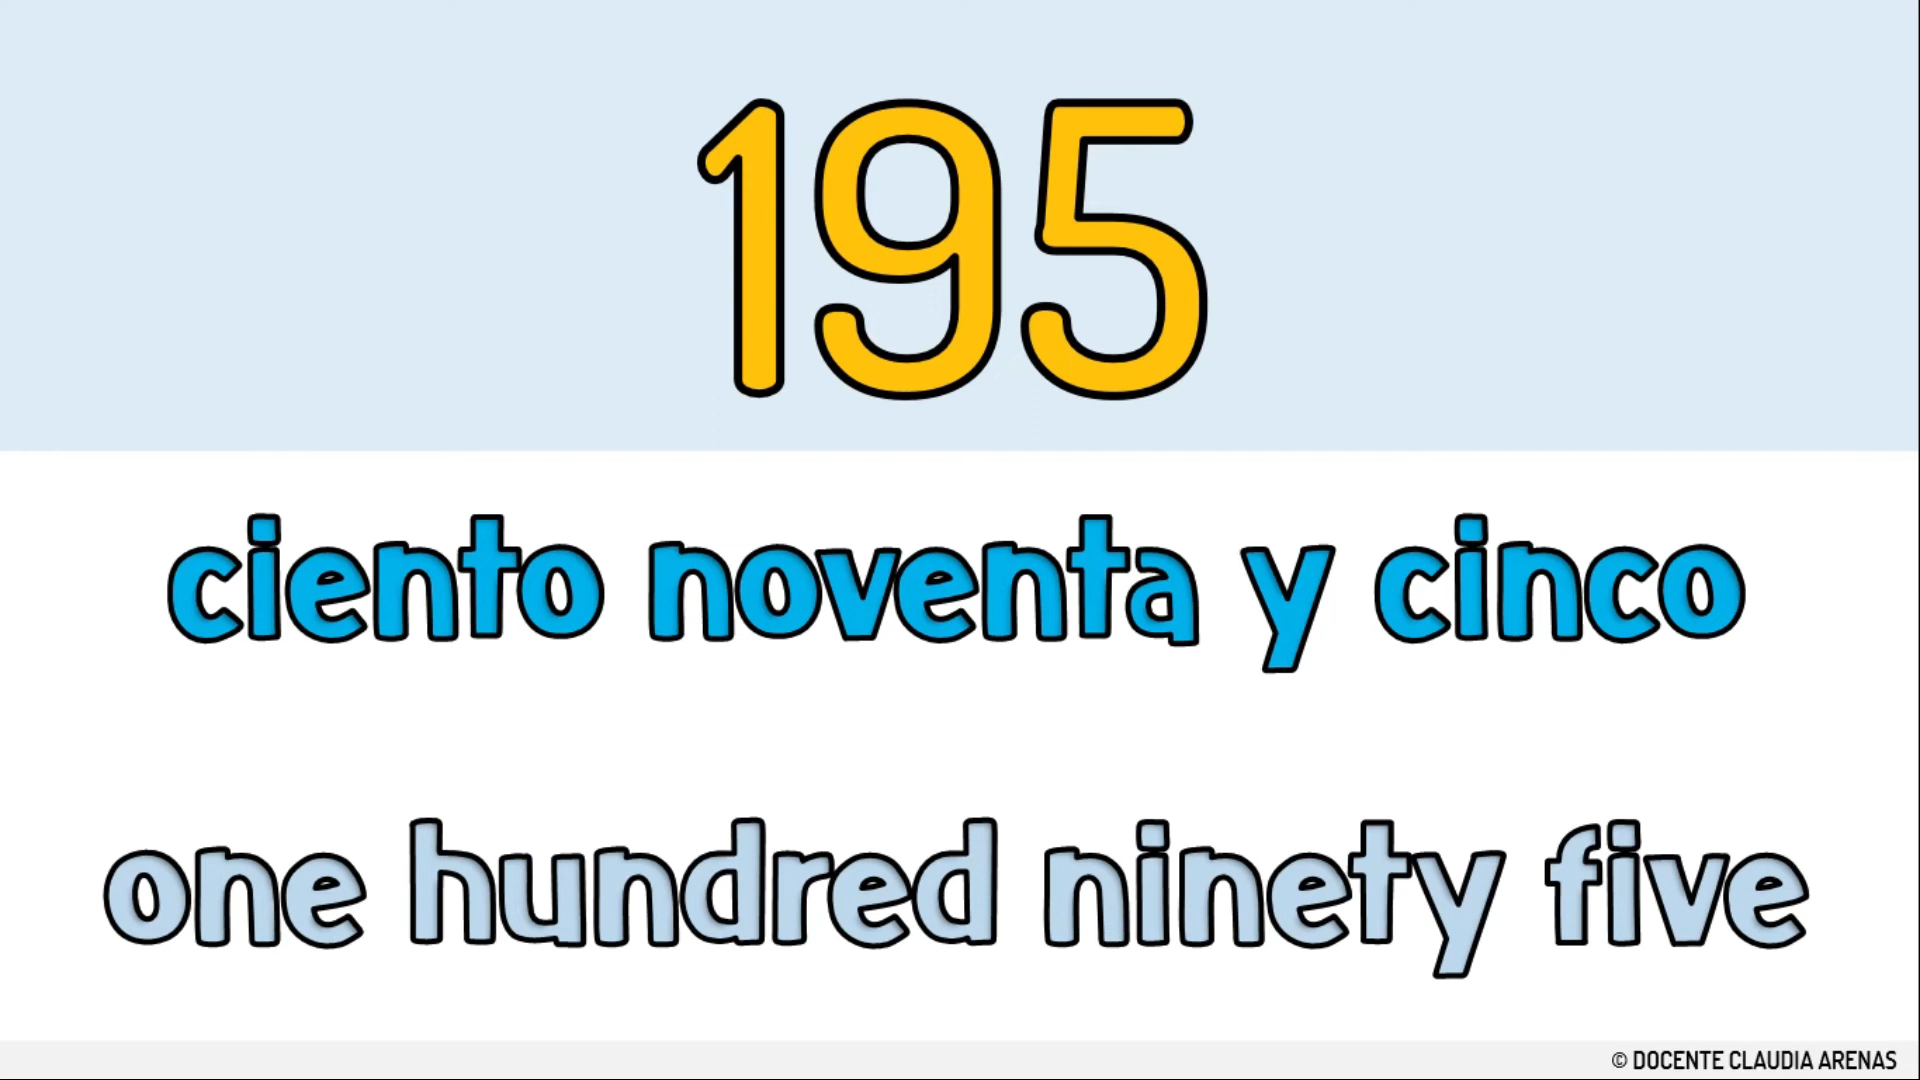 195
ciento noventa y cinco
one hundred ninety five
© DOCENTE CLAUDIA ARENAS